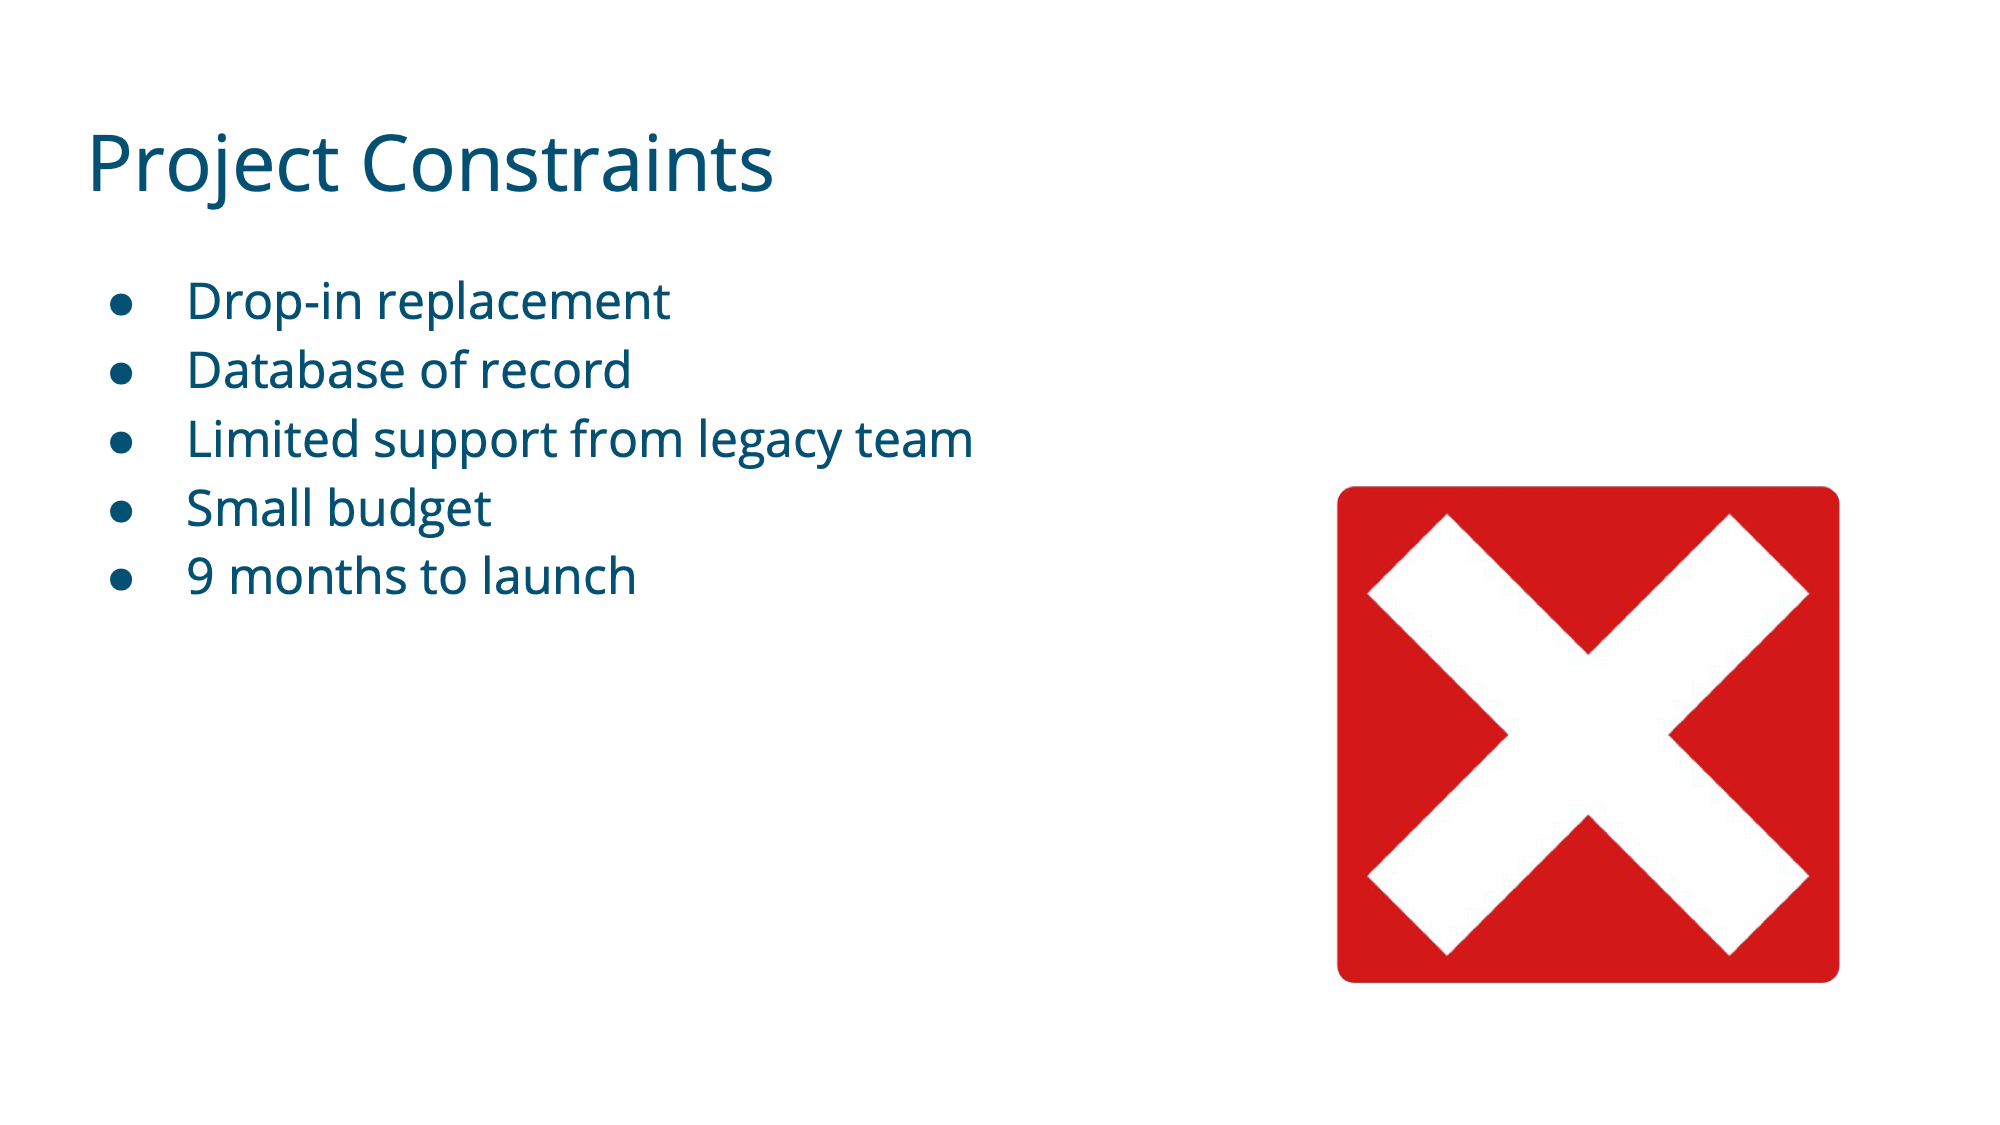 Project Constraints
● Drop-in replacement
● Database of record
● Limited support from legacy team
● Small budget
● 9 months to launch